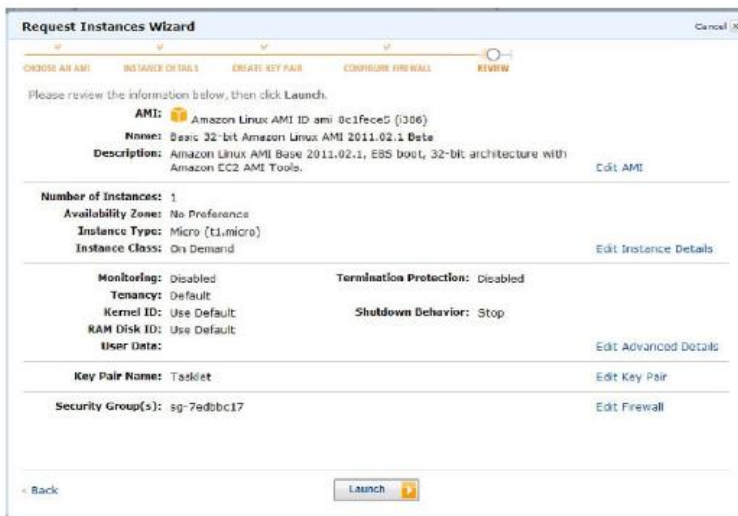 Request Instances Wizard
Cancel X
CHOOSE AN AMI INSTANCE DETAILS CREATE KEY PAIR CONFIGURE FIREWALL REVIEW
Please review the information below, then click Launch.
AMI: Amazon Linux AMI ID ami-8c1fece5 (i386)
Name: Basic 32-bit Amazon Linux AMI 2011.02.1 Beta
Description: Amazon Linux AMI Base 2011.02.1, EBS boot, 32-bit architecture with
Amazon EC2 AMI Tools.
Edit AMI
Number of Instances: 1
Availability Zone: No Preference
Instance Type: Micro (t1.micro)
Instance Class: On Demand
Edit Instance Details
Monitoring: Disabled Termination Protection: Disabled
Tenancy: Default
Kernel ID: Use Default Shutdown Behavior: Stop
RAM Disk ID: Use Default
User Data:
Edit Advanced Details
Key Pair Name: Tasklet Edit Key Pair
Security Group(s): sg-7edbbc17 Edit Firewall
< Back Launch